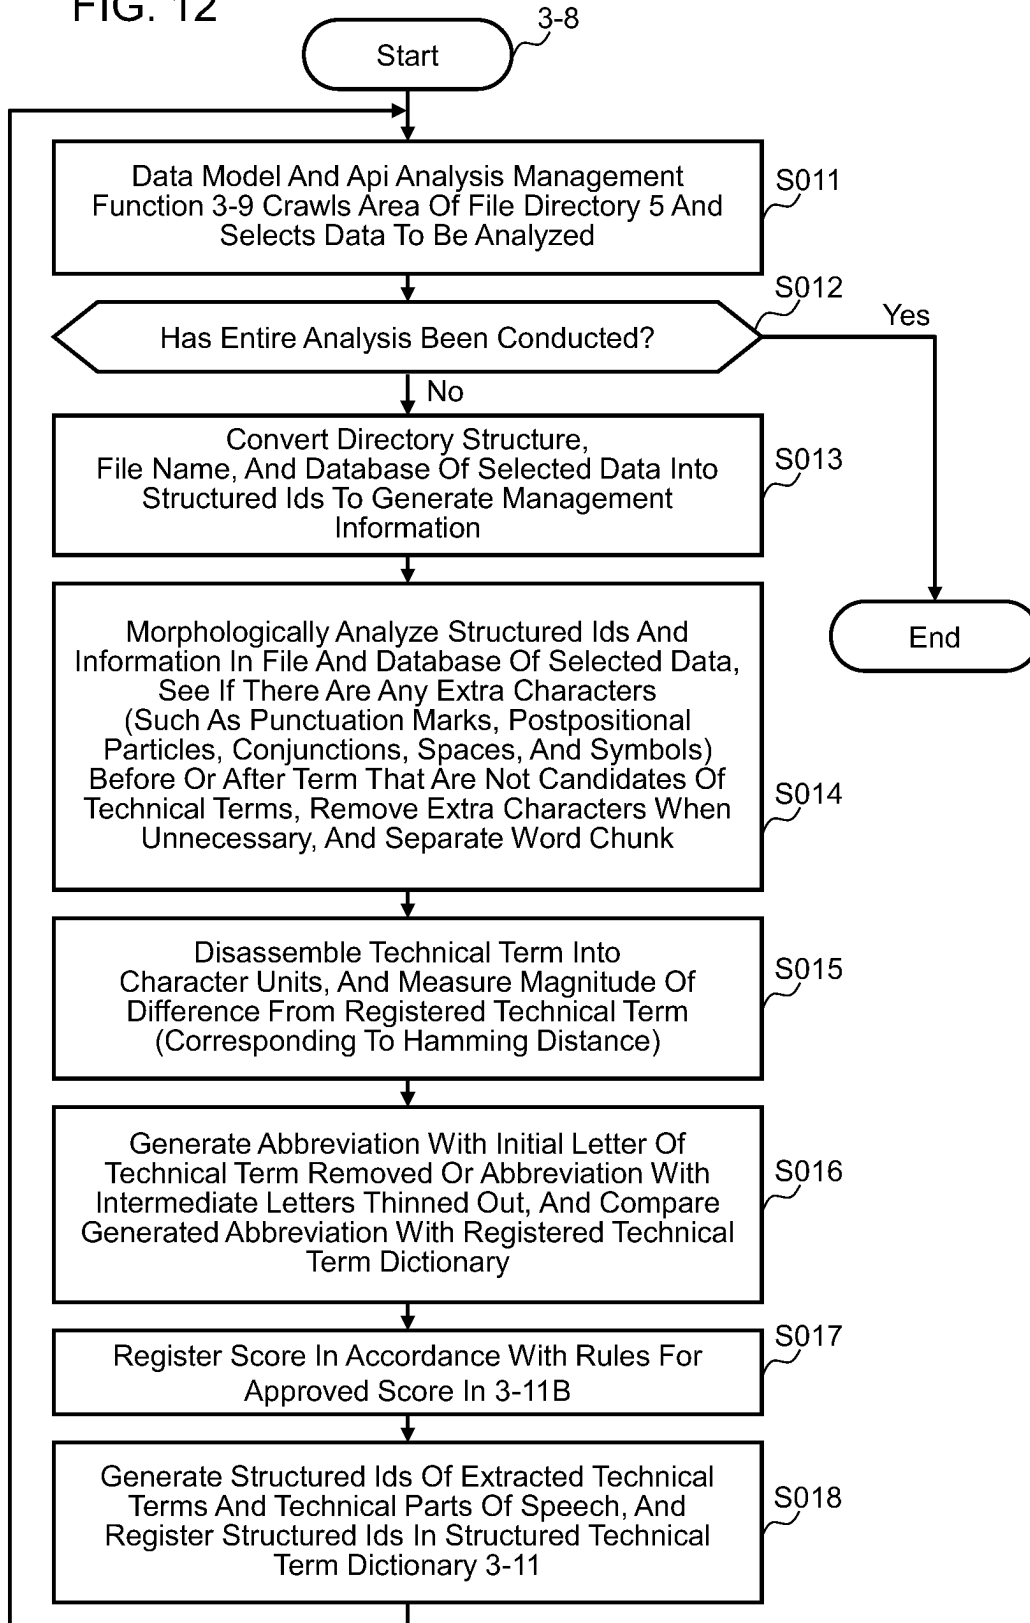 FIG. 12
3-8
Start
Data Model And Api Analysis Management
Function 3-9 Crawls Area Of File Directory 5 And
Selects Data To Be Analyzed
S011
S012
Has Entire Analysis Been Conducted?
Yes
No
Convert Directory Structure,
File Name, And Database Of Selected Data Into
Structured Ids To Generate Management
Information
S013
End
Morphologically Analyze Structured Ids And
Information In File And Database Of Selected Data,
See If There Are Any Extra Characters
(Such As Punctuation Marks, Postpositional
Particles, Conjunctions, Spaces, And Symbols)
Before Or After Term That Are Not Candidates Of
Technical Terms, Remove Extra Characters When
Unnecessary, And Separate Word Chunk
S014
Disassemble Technical Term Into
Character Units, And Measure Magnitude Of
Difference From Registered Technical Term
(Corresponding To Hamming Distance)
S015
Generate Abbreviation With Initial Letter Of
Technical Term Removed Or Abbreviation With
Intermediate Letters Thinned Out, And Compare
Generated Abbreviation With Registered Technical
Term Dictionary
S016
Register Score In Accordance With Rules For
Approved Score In 3-11B
S017
Generate Structured Ids Of Extracted Technical
Terms And Technical Parts Of Speech, And
Register Structured Ids In Structured Technical
Term Dictionary 3-11
S018